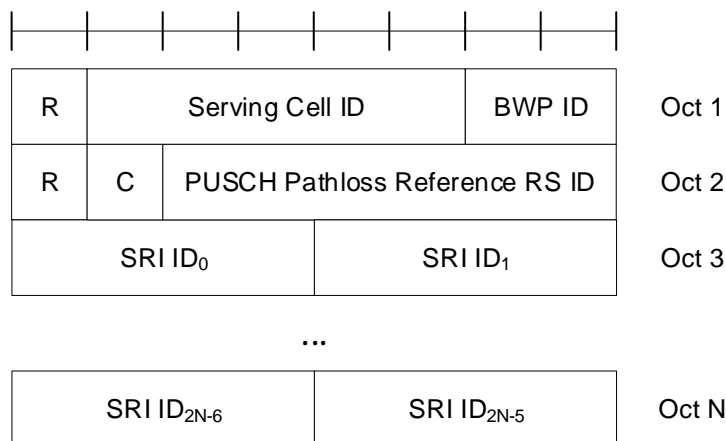 R Serving Cell ID BWP ID Oct 1
R C PUSCH Pathloss Reference RS ID Oct 2
SRI ID₀ SRI ID₁ Oct 3
...
SRI ID₂N₋₆ SRI ID₂N₋₅ Oct N